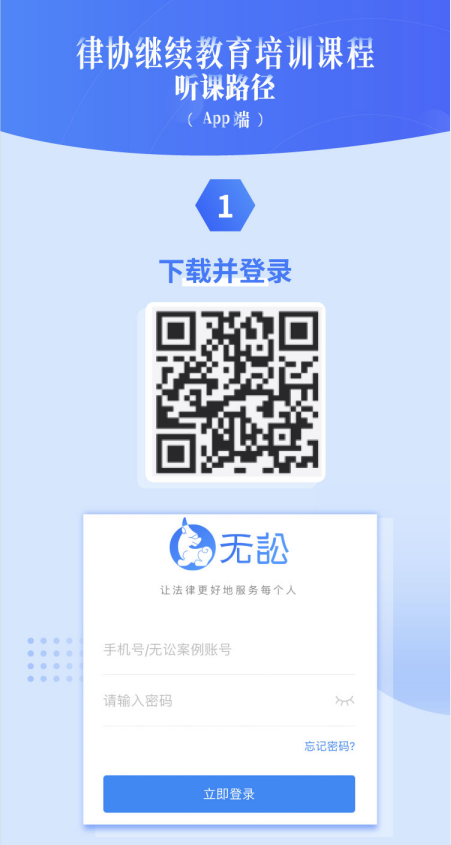 律协继续教育培训课程
听课路径
（App端）
1
下载并登录
无讼
让法律更好地服务每个人
手机号/无讼案例账号
请输入密码
忘记密码?
立即登录